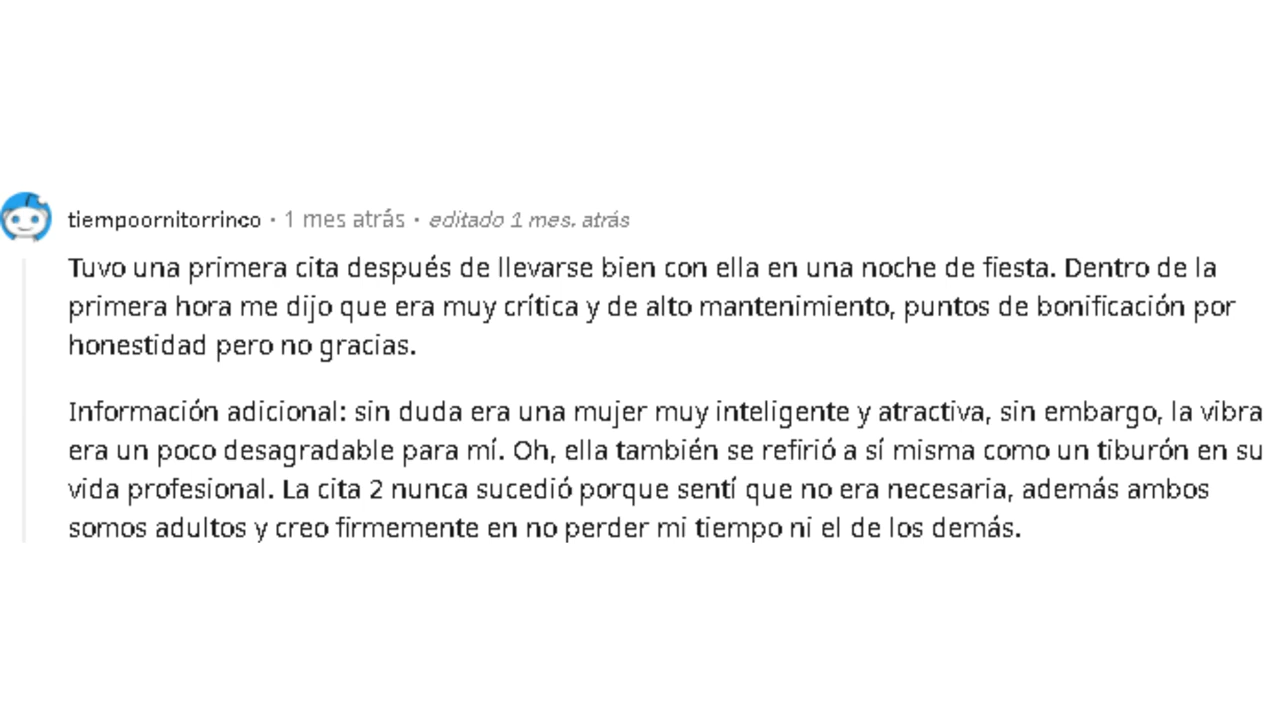 tiempoornitorrinco · 1 mes atrás · editado 1 mes. atrás
Tuvo una primera cita después de llevarse bien con ella en una noche de fiesta. Dentro de la
primera hora me dijo que era muy crítica y de alto mantenimiento, puntos de bonificación por
honestidad pero no gracias.
Información adicional: sin duda era una mujer muy inteligente y atractiva, sin embargo, la vibra
era un poco desagradable para mí. Oh, ella también se refirió a sí misma como un tiburón en su
vida profesional. La cita 2 nunca sucedió porque sentí que no era necesaria, además ambos
somos adultos y creo firmemente en no perder mi tiempo ni el de los demás.